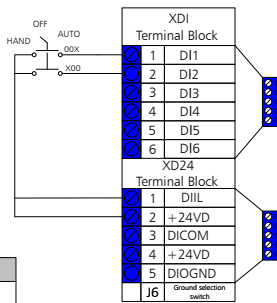 XDI
Terminal Block
OFF
HAND
AUTO
00X
X00
1 DI1
2 DI2
3 DI3
4 DI4
5 DI5
6 DI6
XD24
Terminal Block
1 DIIL
2 +24VD
3 DICOM
4 +24VD
5 DIOGND
J6 Ground selection
switch